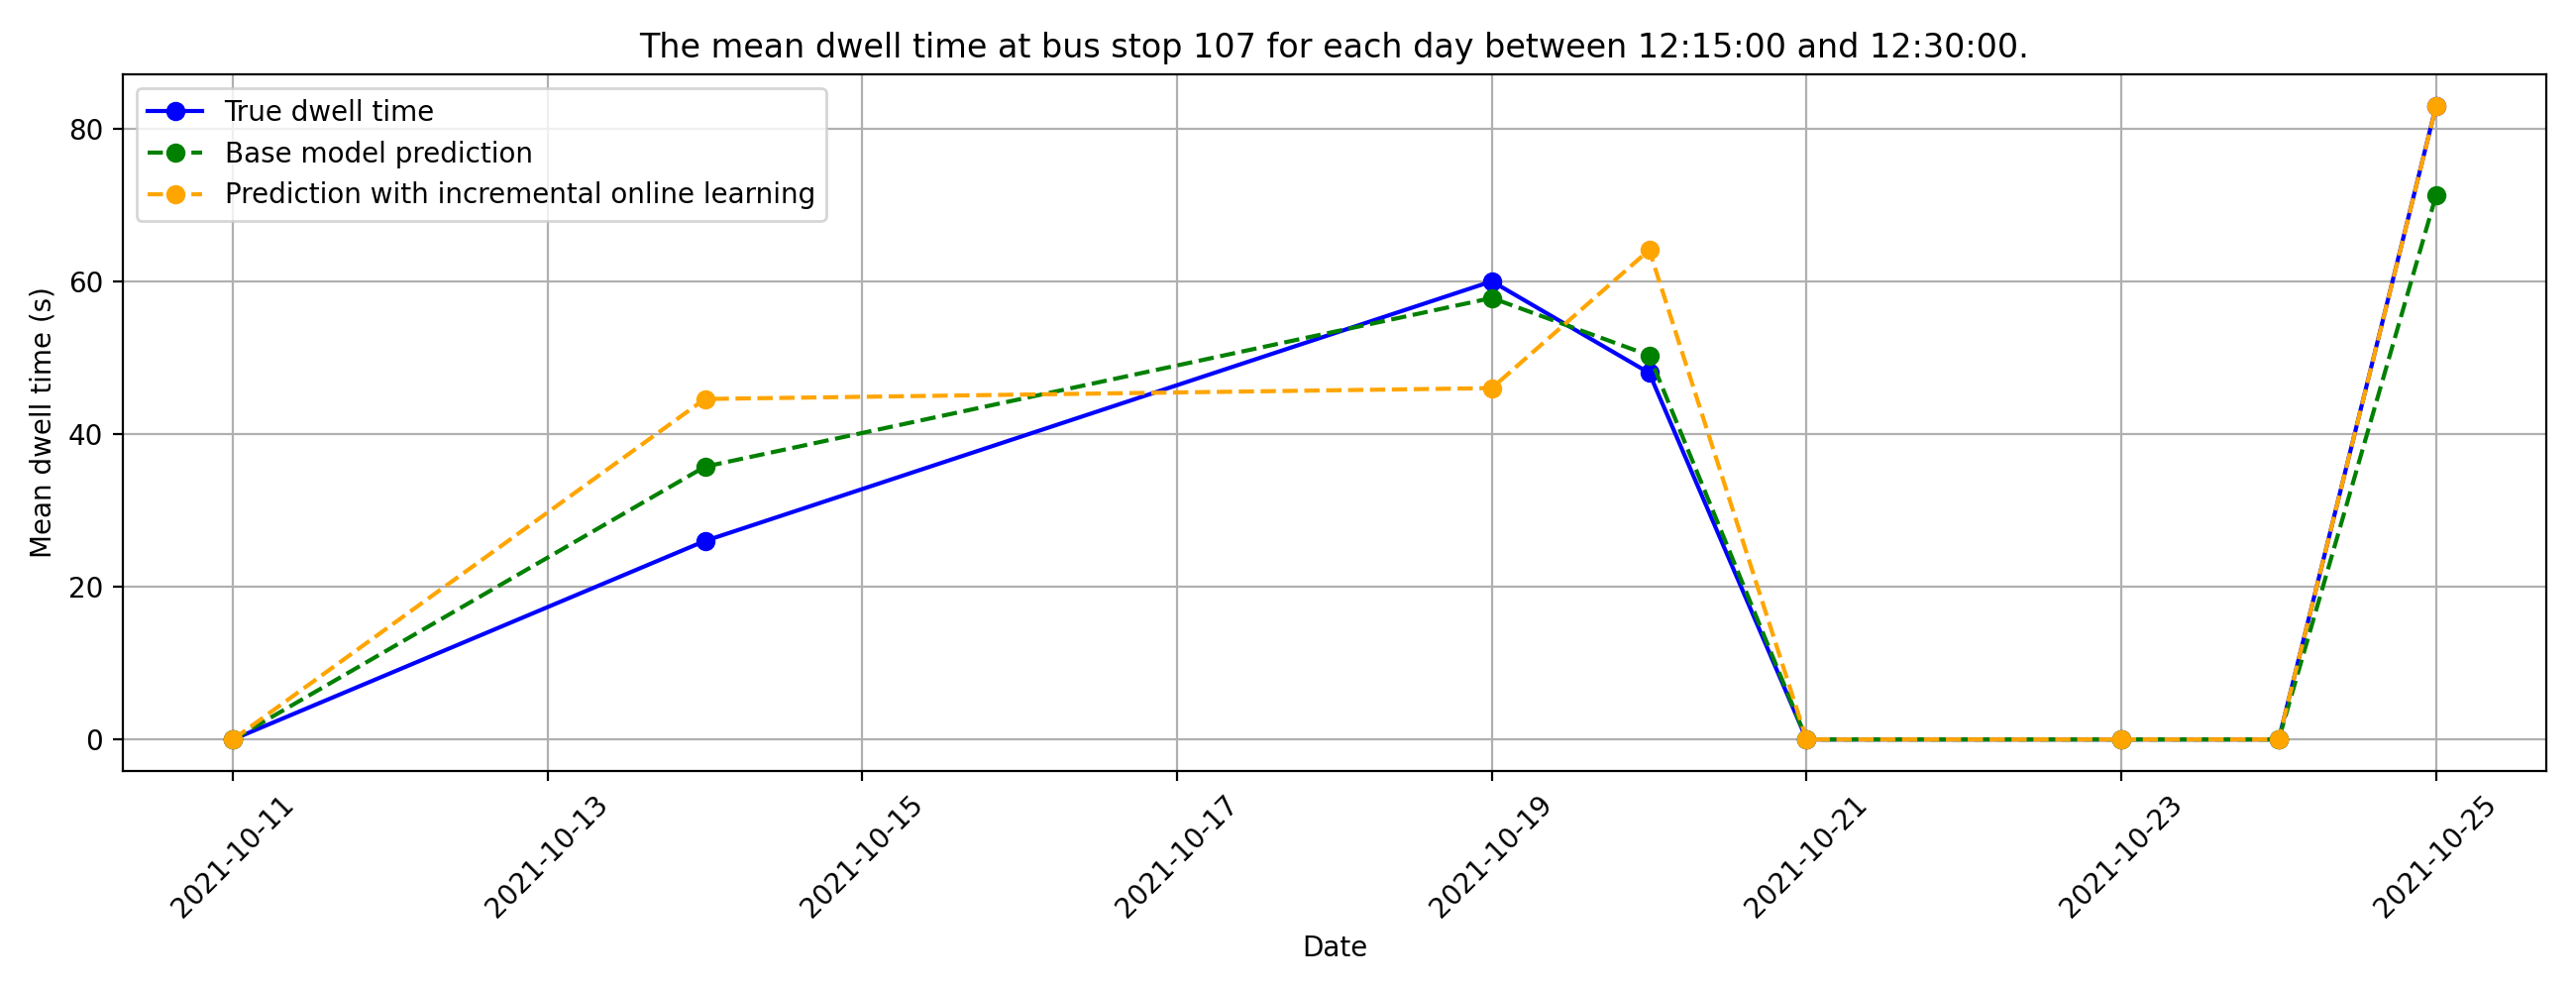 The mean dwell time at bus stop 107 for each day between 12:15:00 and 12:30:00.
True dwell time
Base model prediction
Prediction with incremental online learning
Mean dwell time (s)
80
60
40
20
0
2021-10-11
2021-10-13
2021-10-15
2021-10-17
2021-10-19
2021-10-21
2021-10-23
2021-10-25
Date